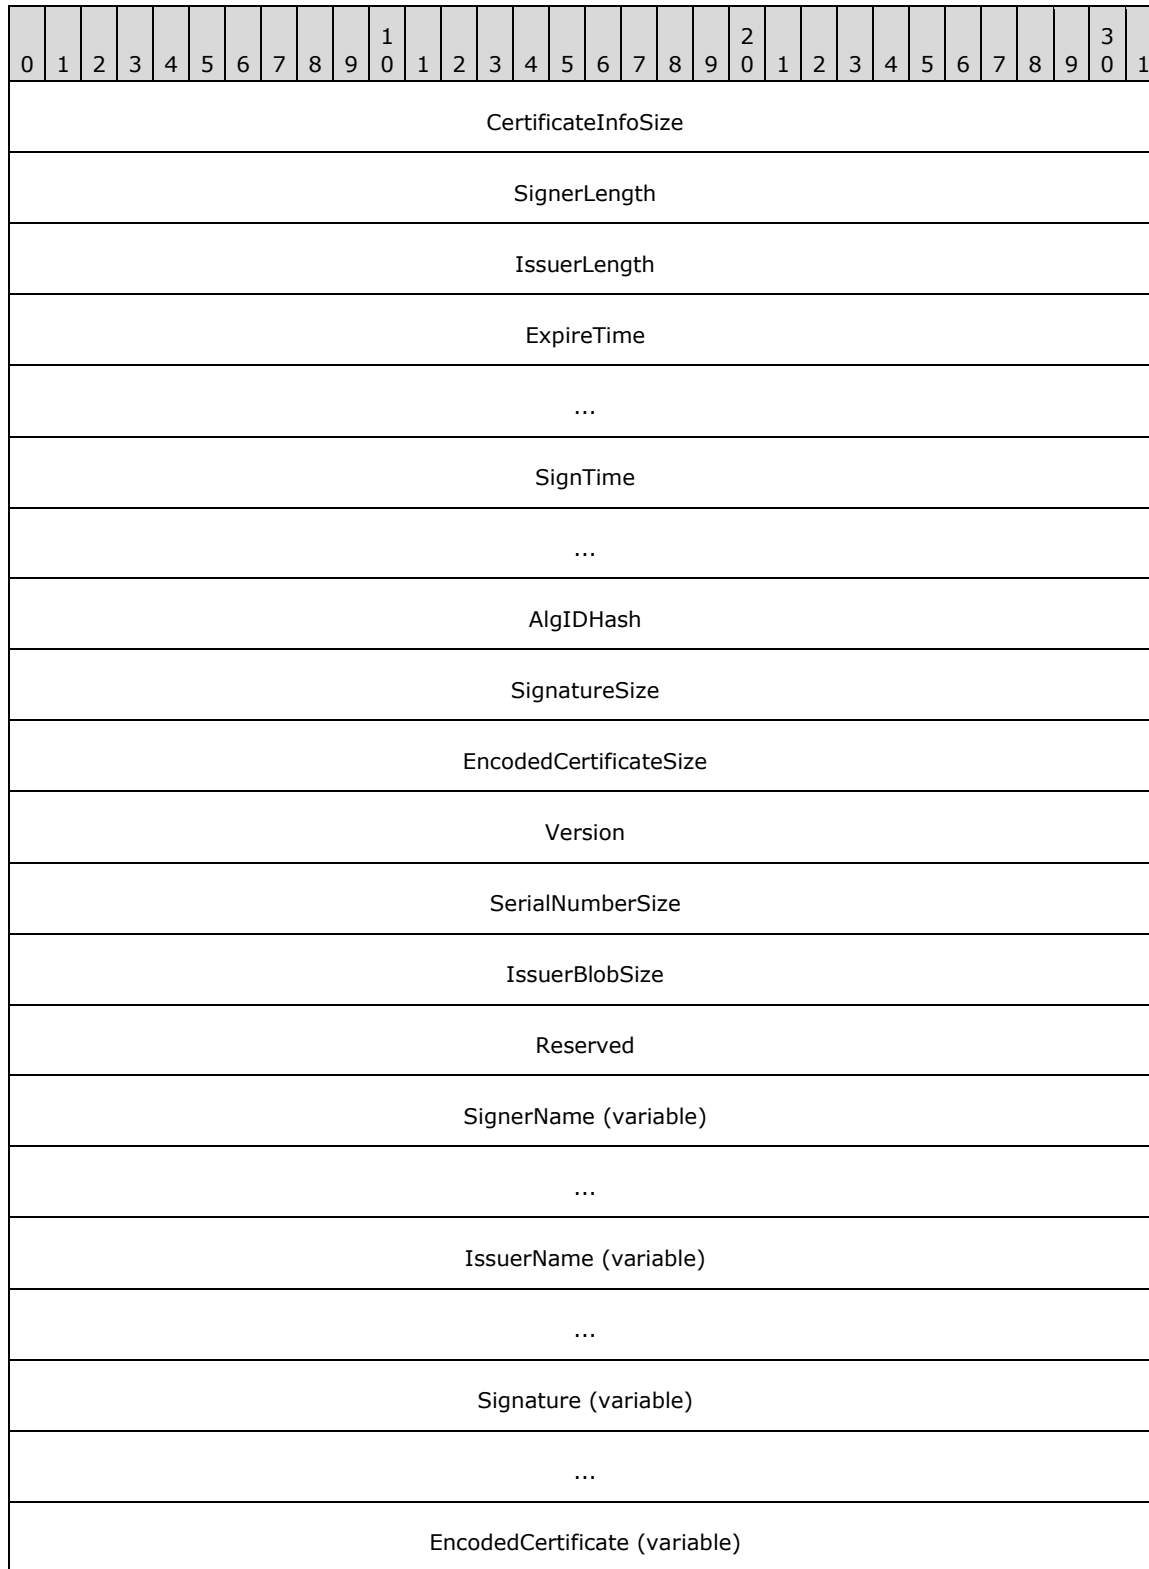 1 2 3
0 1 2 3 4 5 6 7 8 9 0 1 2 3 4 5 6 7 8 9 0 1 2 3 4 5 6 7 8 9 0 1
CertificateInfoSize
SignerLength
IssuerLength
ExpireTime
...
SignTime
...
AlgIDHash
SignatureSize
EncodedCertificateSize
Version
SerialNumberSize
IssuerBlobSize
Reserved
SignerName (variable)
...
IssuerName (variable)
...
Signature (variable)
...
EncodedCertificate (variable)